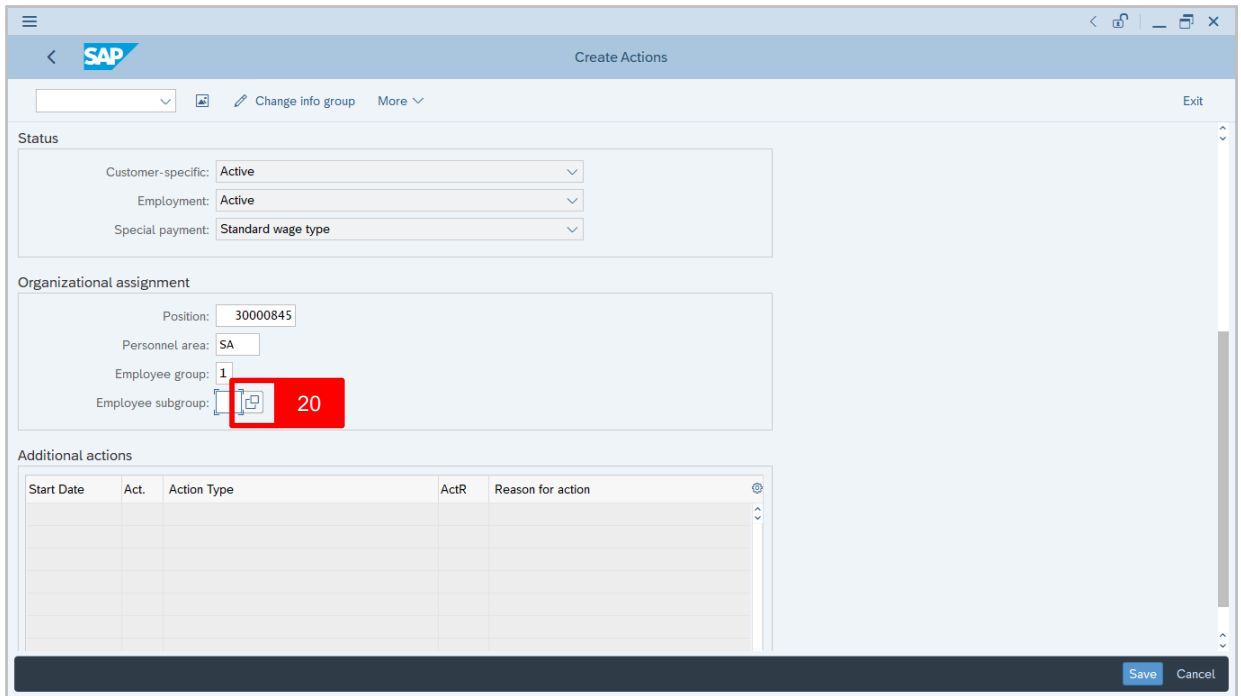 SAP
Create Actions
Change info group More Exit
Status
Customer-specific: Active
Employment: Active
Special payment: Standard wage type
Organizational assignment
Position: 30000845
Personnel area: SA
Employee group: 1
Employee subgroup: 20
Additional actions
Start Date Act. Action Type ActR Reason for action
Save Cancel